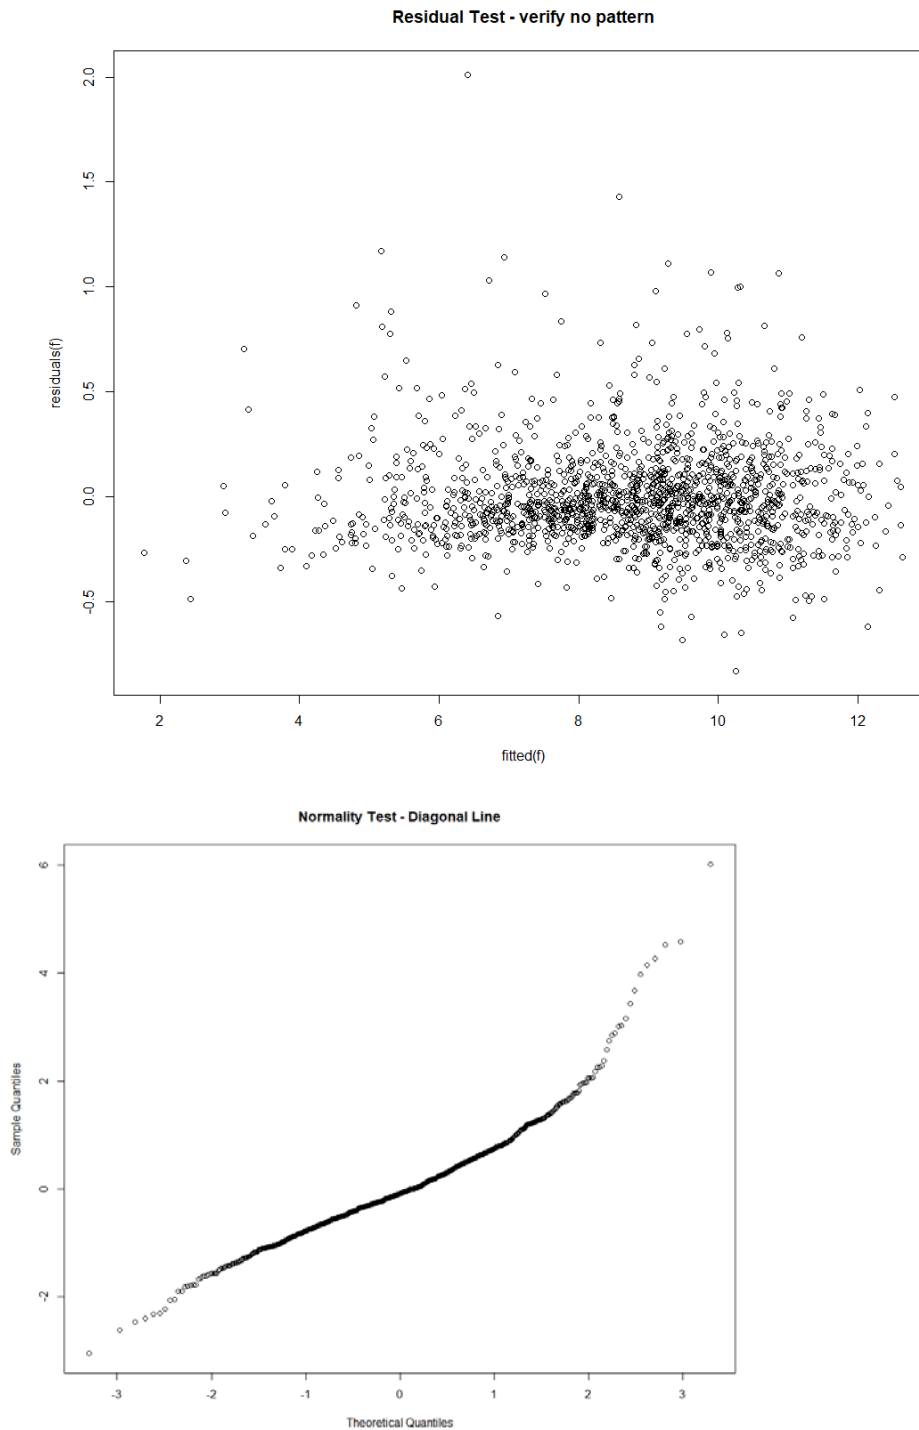 Residual Test - verify no pattern
2.0
1.5
1.0
0.5
0.0
-0.5
residuals(f)
2 4 6 8 10 12
fitted(f)
Normality Test - Diagonal Line
6
4
2
0
-2
Sample Quantiles
-3 -2 -1 0 1 2 3
Theoretical Quantiles